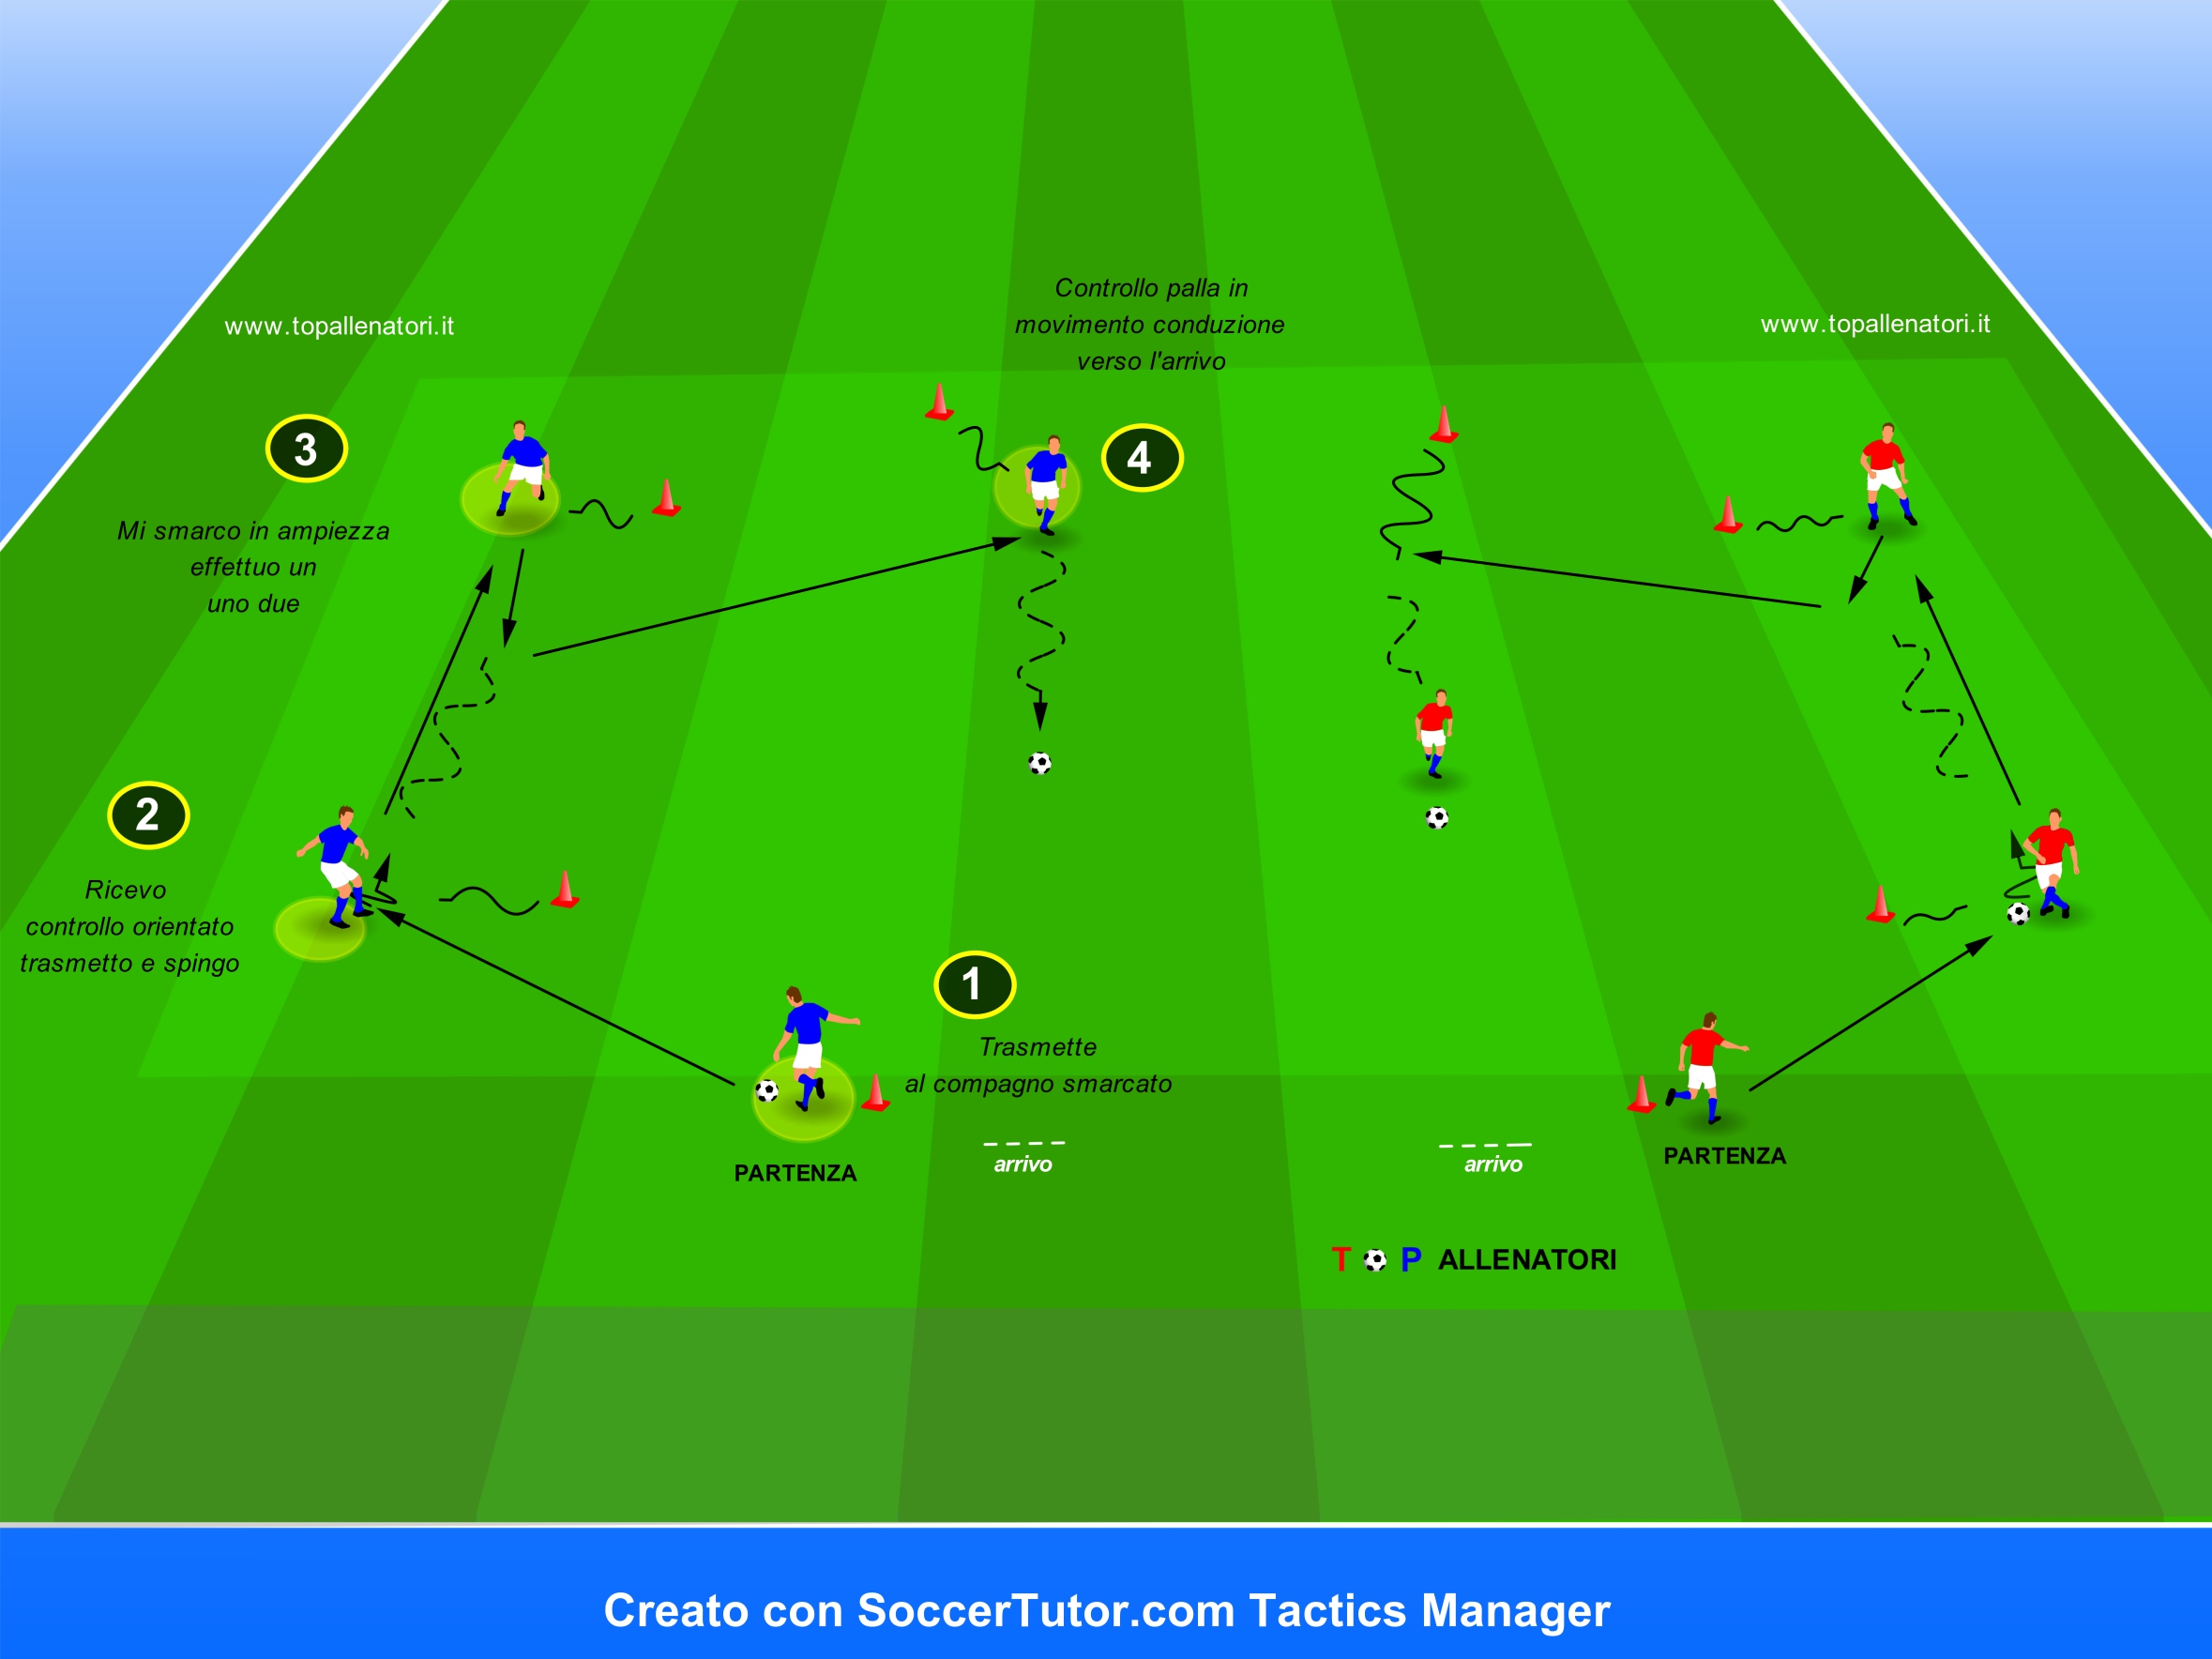 Controllo palla in
movimento conduzione
verso l'arrivo
www.topallenatori.it
www.topallenatori.it
3
4
Mi smarco in ampiezza
effettuo un
uno due
2
Ricevo
controllo orientato
trasmetto e spingo
1
Trasmette
al compagno smarcato
PARTENZA
arrivo
arrivo
PARTENZA
T P ALLENATORI
Creato con SoccerTutor.com Tactics Manager